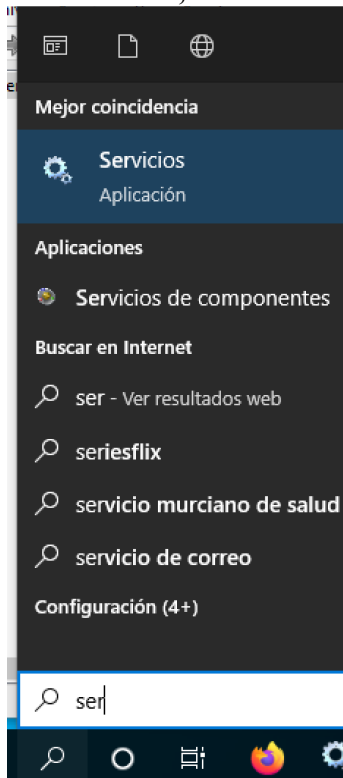 Mejor coincidencia
Servicios
Aplicación
Aplicaciones
Servicios de componentes
Buscar en Internet
ser - Ver resultados web
seriesflix
servicio murciano de salud
servicio de correo
Configuración (4+)
ser